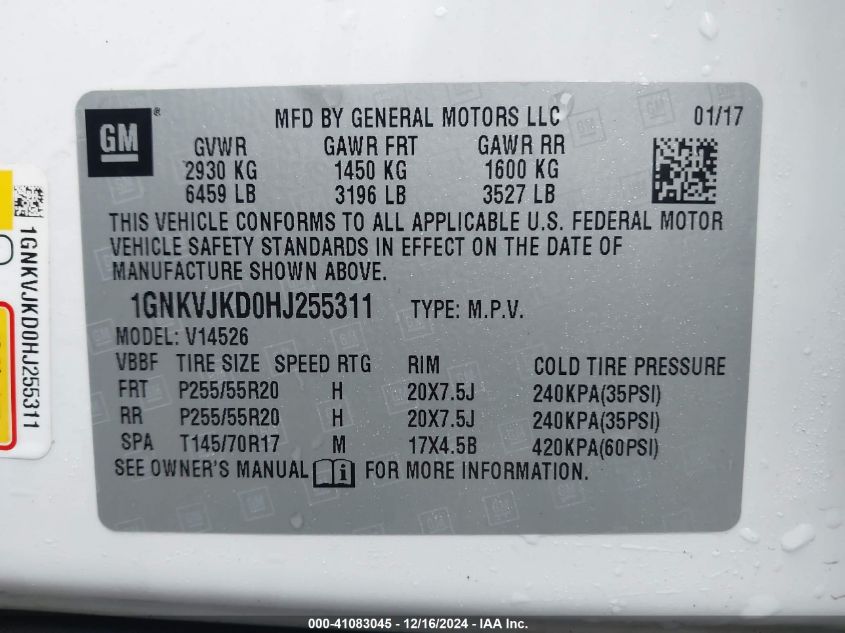 GM
®
MFD BY GENERAL MOTORS LLC 01/17
GVWR GAWR FRT GAWR RR
2930 KG 1450 KG 1600 KG
6459 LB 3196 LB 3527 LB
THIS VEHICLE CONFORMS TO ALL APPLICABLE U.S. FEDERAL MOTOR
VEHICLE SAFETY STANDARDS IN EFFECT ON THE DATE OF
MANUFACTURE SHOWN ABOVE.
1GNKVJKD0HJ255311 TYPE: M.P.V.
MODEL: V14526
VBBF TIRE SIZE SPEED RTG RIM COLD TIRE PRESSURE
FRT P255/55R20 H 20X7.5J 240KPA(35PSI)
RR P255/55R20 H 20X7.5J 240KPA(35PSI)
SPA T145/70R17 M 17X4.5B 420KPA(60PSI)
SEE OWNER'S MANUAL i FOR MORE INFORMATION.
1GNKVJKD0HJ255311
000-41083045 - 12/16/2024 - IAA Inc.